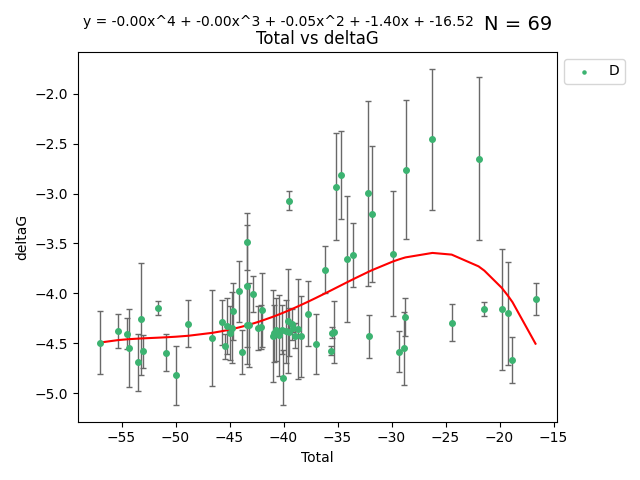 y = -0.00x^4 + -0.00x^3 + -0.05x^2 + -1.40x + -16.52 N = 69
Total vs deltaG
D
deltaG
−2.0
−2.5
−3.0
−3.5
−4.0
−4.5
−5.0
−55 −50 −45 −40 −35 −30 −25 −20 −15
Total